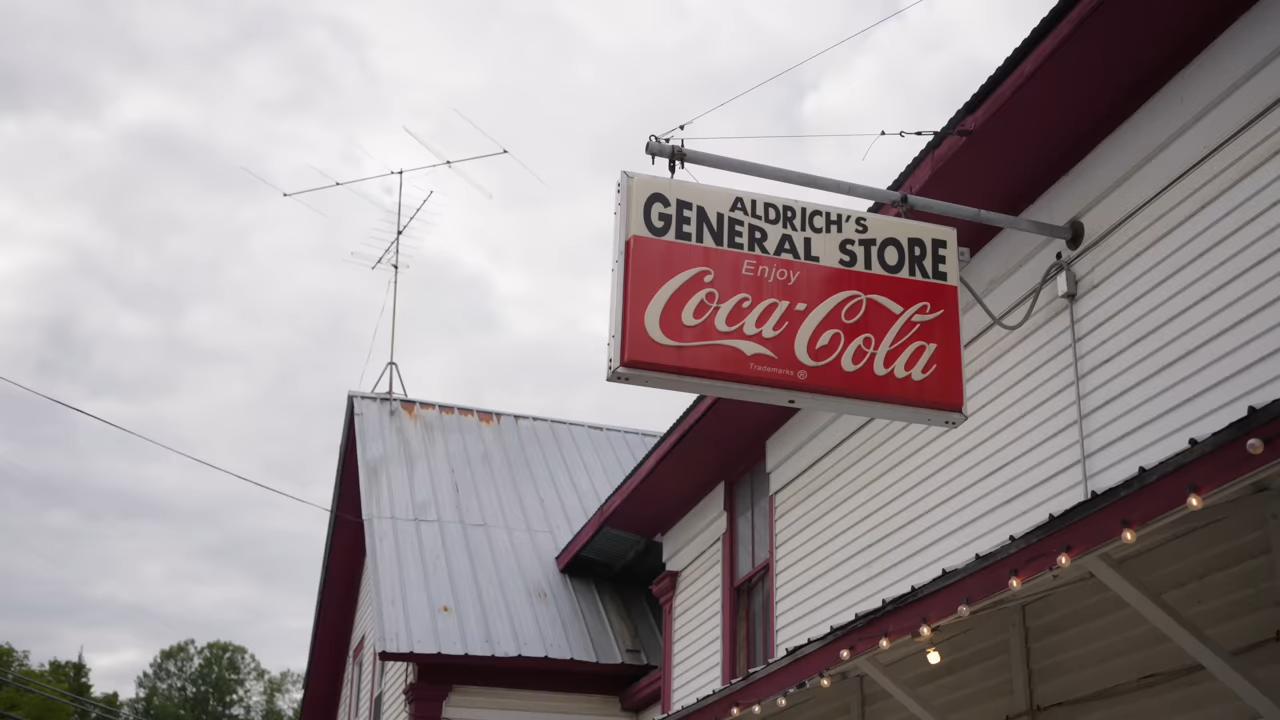 ALDRICH'S
GENERAL STORE
Enjoy
Coca-Cola
Trademarks ®